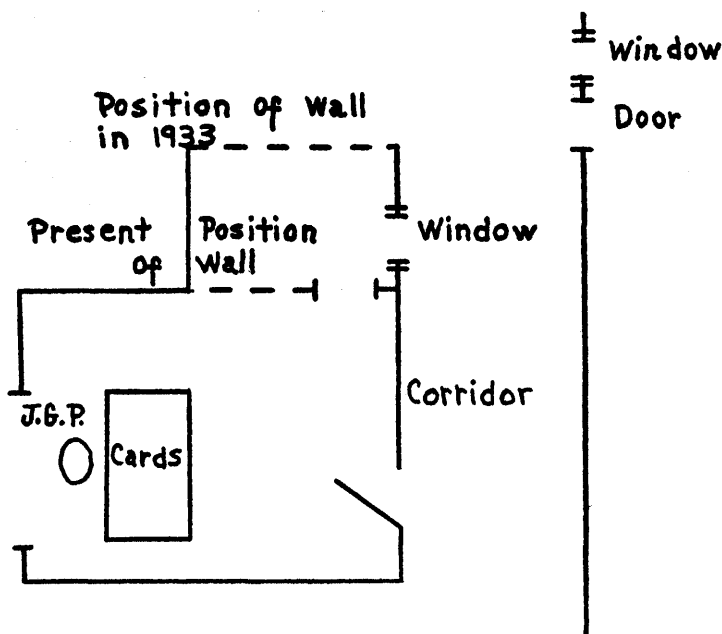 Window
Door
Position of Wall
in 1933
Present Position
of Wall
Window
Corridor
J.G.P.
Cards